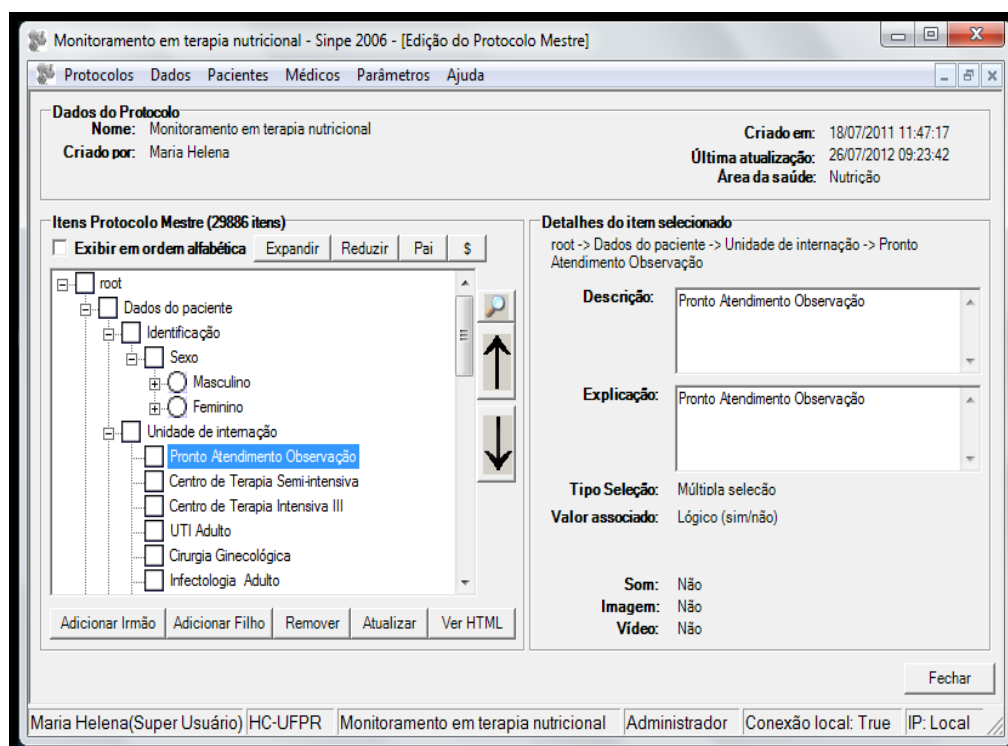 Monitoramento em terapia nutricional - Sinpe 2006 - [Edição do Protocolo Mestre]
Protocolos Dados Pacientes Médicos Parâmetros Ajuda
Dados do Protocolo
Nome: Monitoramento em terapia nutricional
Criado por: Maria Helena
Criado em: 18/07/2011 11:47:17
Última atualização: 26/07/2012 09:23:42
Área da saúde: Nutrição
Itens Protocolo Mestre (29886 itens)
Exibir em ordem alfabética Expandir Reduzir Pai $
root
Dados do paciente
Identificação
Sexo
Masculino
Feminino
Unidade de internação
Pronto Atendimento Observação
Centro de Terapia Semi-intensiva
Centro de Terapia Intensiva III
UTI Adulto
Cirurgia Ginecológica
Infectologia Adulto
Adicionar Irmão Adicionar Filho Remover Atualizar Ver HTML
Detalhes do item selecionado
root -> Dados do paciente -> Unidade de internação -> Pronto
Atendimento Observação
Descrição: Pronto Atendimento Observação
Explicação: Pronto Atendimento Observação
Tipo Seleção: Múltipla selecão
Valor associado: Lógico (sim/não)
Som: Não
Imagem: Não
Vídeo: Não
Fechar
Maria Helena(Super Usuário) HC-UFPR Monitoramento em terapia nutricional Administrador Conexão local: True IP: Local